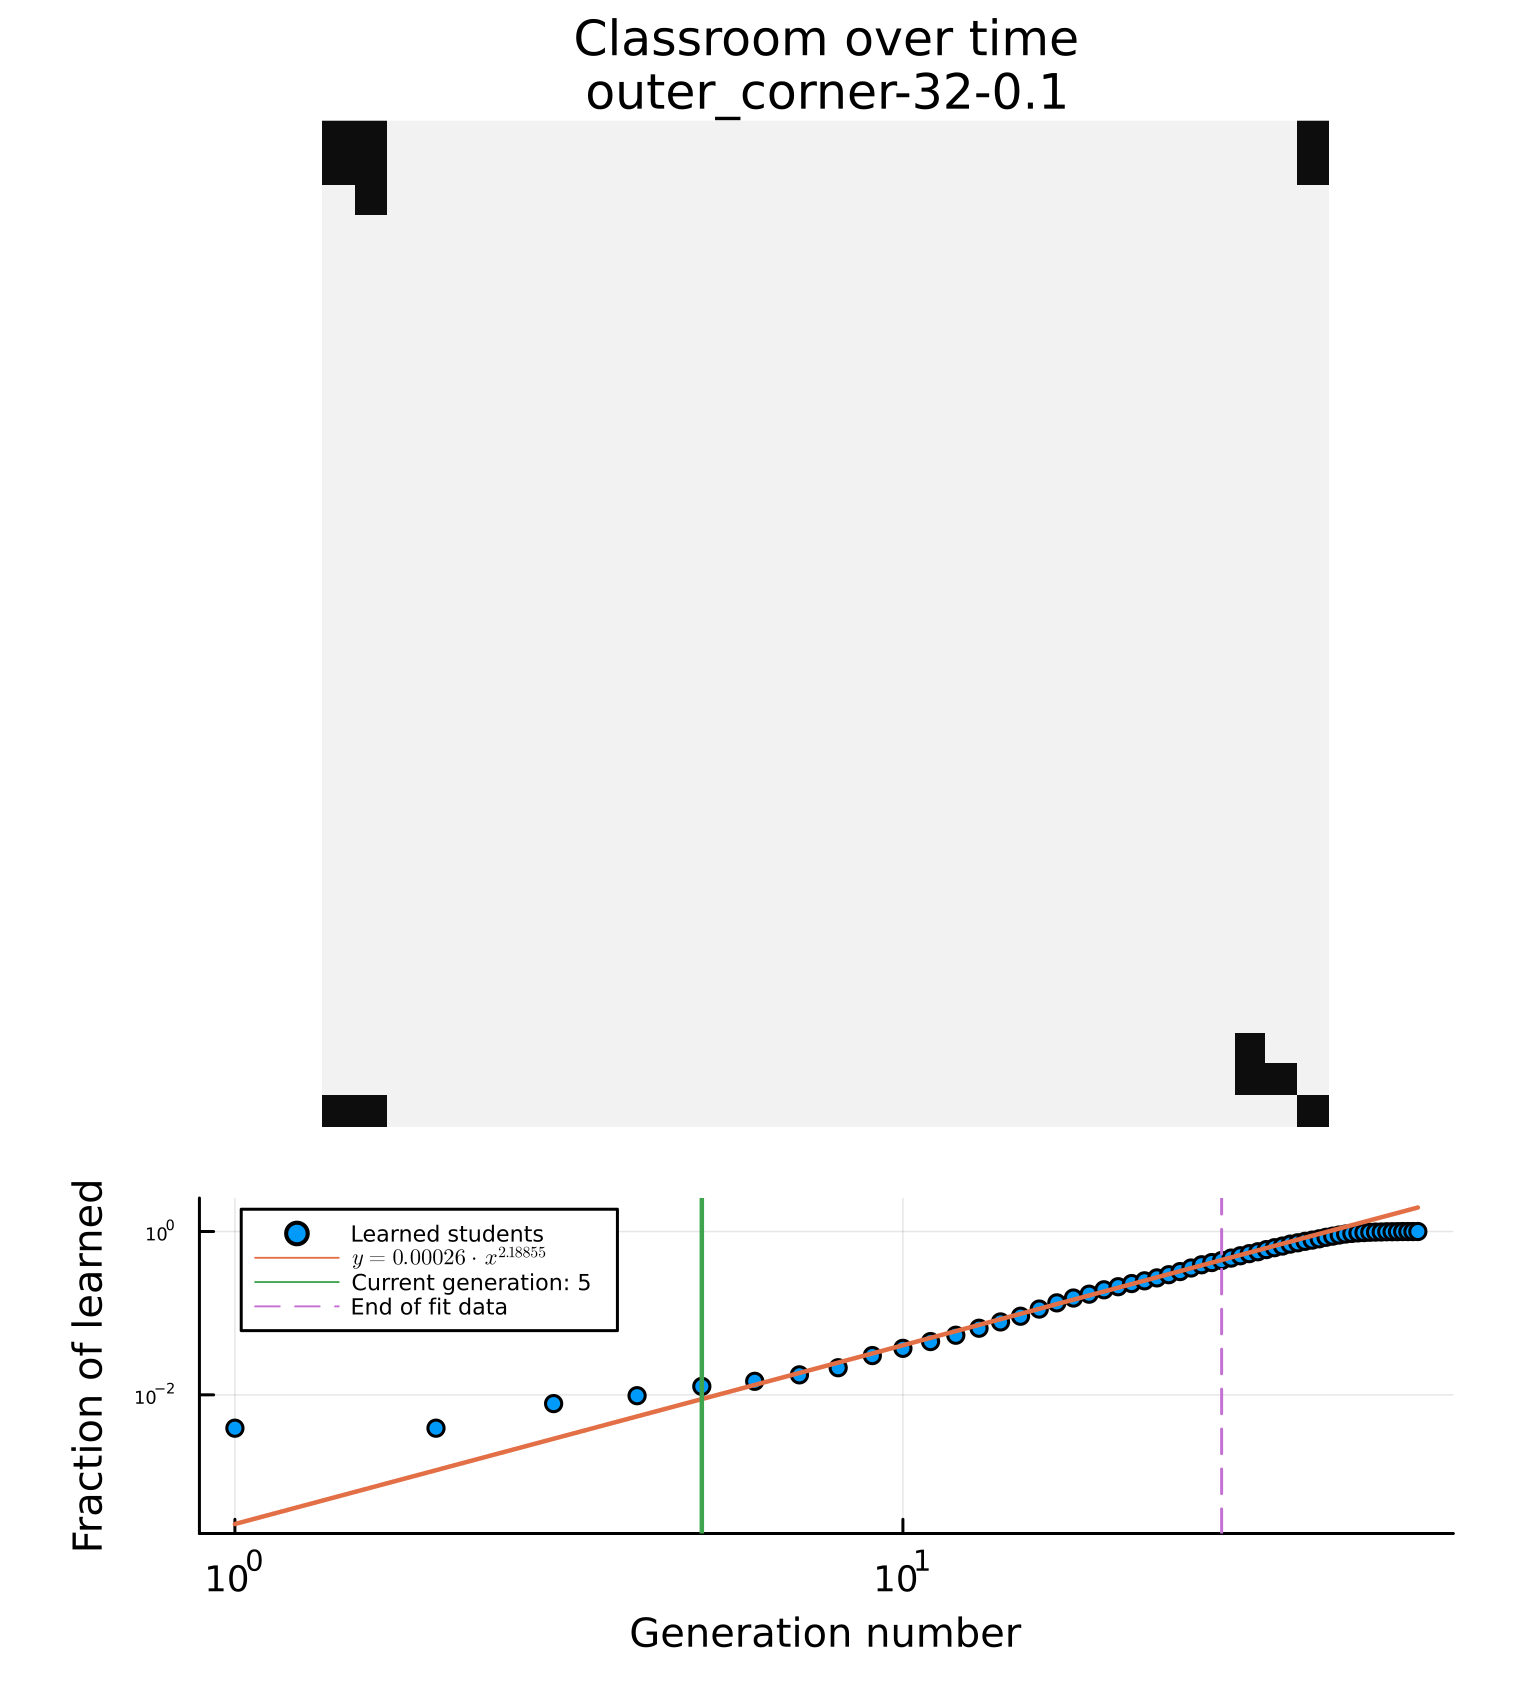 Classroom over time
outer_corner-32-0.1
Fraction of learned
10^0
10^−2
Learned students
y = 0.00026 · x^2.18855
Current generation: 5
End of fit data
10^0
10^1
Generation number